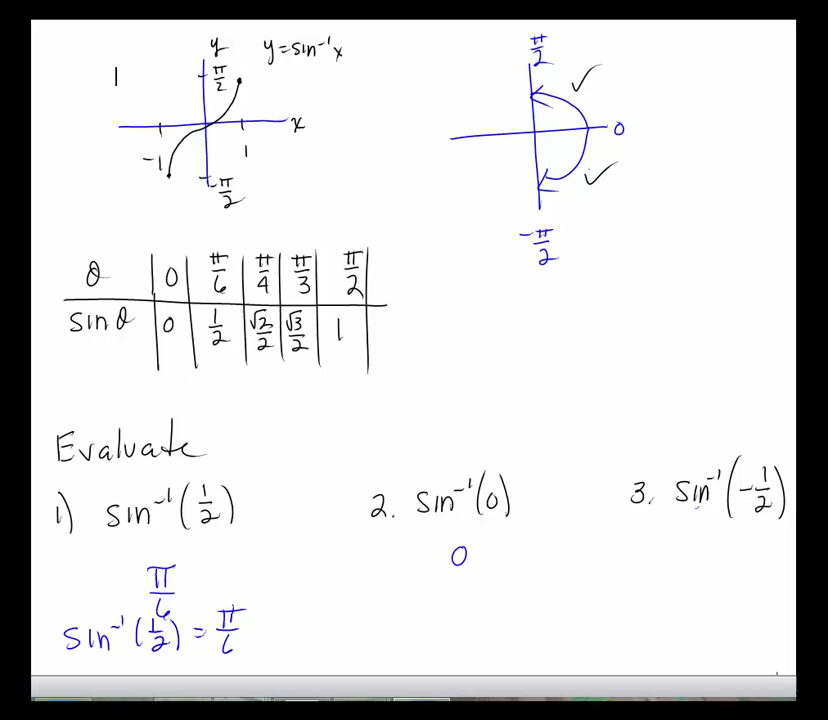 1
y
y = sin⁻¹x
π/2
x
-1
1
-π/2
π/2
0
-π/2
θ | 0 | π/6 | π/4 | π/3 | π/2
sin θ | 0 | 1/2 | √2/2 | √3/2 | 1
Evaluate
1) sin⁻¹(1/2)
2. sin⁻¹(0)
3. sin⁻¹(-1/2)
π/6
0
sin⁻¹(1/2) = π/6